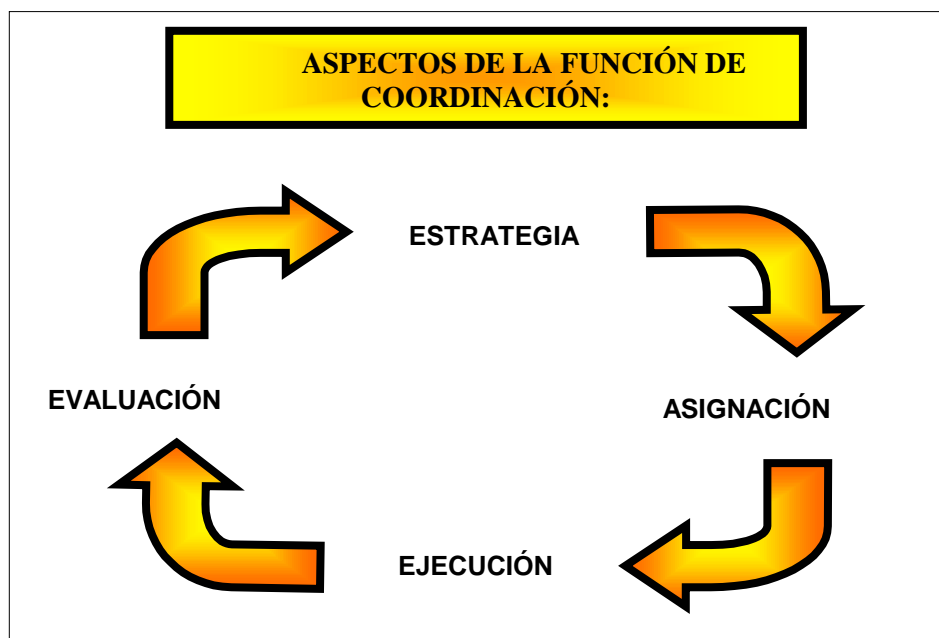 ASPECTOS DE LA FUNCIÓN DE
COORDINACIÓN:
ESTRATEGIA
EVALUACIÓN
ASIGNACIÓN
EJECUCIÓN